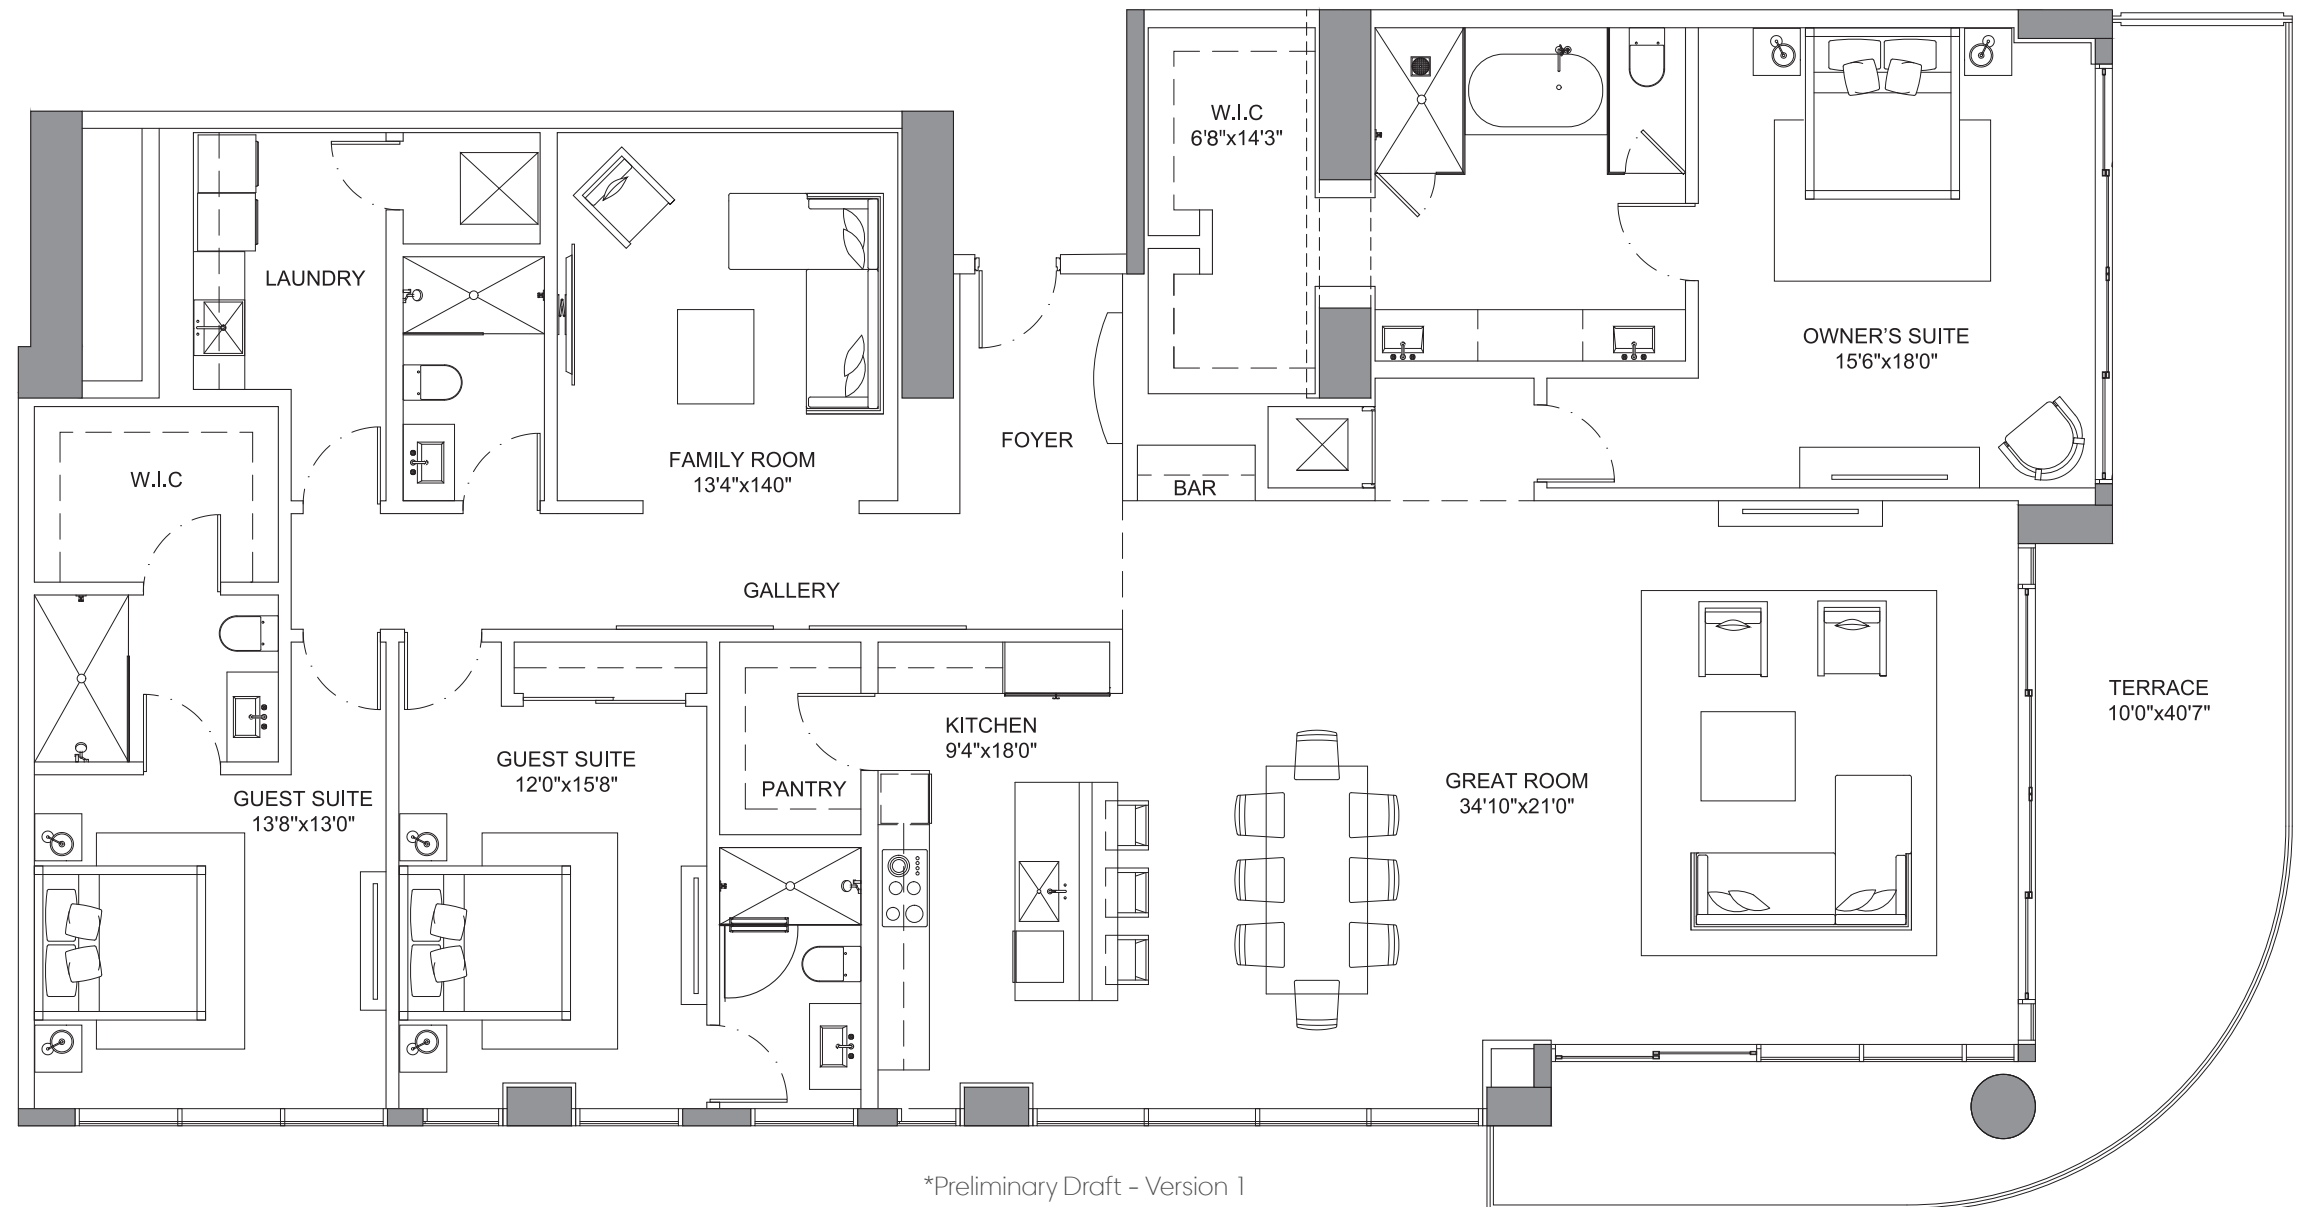 W.I.C
6'8"x14'3"
LAUNDRY
OWNER'S SUITE
15'6"x18'0"
FOYER
FAMILY ROOM
13'4"x140"
W.I.C
BAR
GALLERY
TERRACE
10'0"x40'7"
KITCHEN
9'4"x18'0"
GUEST SUITE
12'0"x15'8"
PANTRY
GREAT ROOM
34'10"x21'0"
GUEST SUITE
13'8"x13'0"
*Preliminary Draft - Version 1